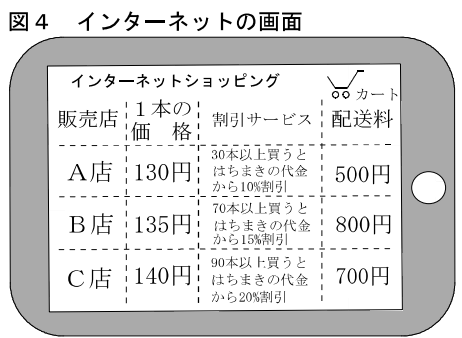 図４　インターネットの画面
インターネットショッピング
カート
販売店　１本の価　格　割引サービス　配送料
Ａ店　130円　30本以上買うとはちまきの代金から10%割引　500円
Ｂ店　135円　70本以上買うとはちまきの代金から15%割引　800円
Ｃ店　140円　90本以上買うとはちまきの代金から20%割引　700円